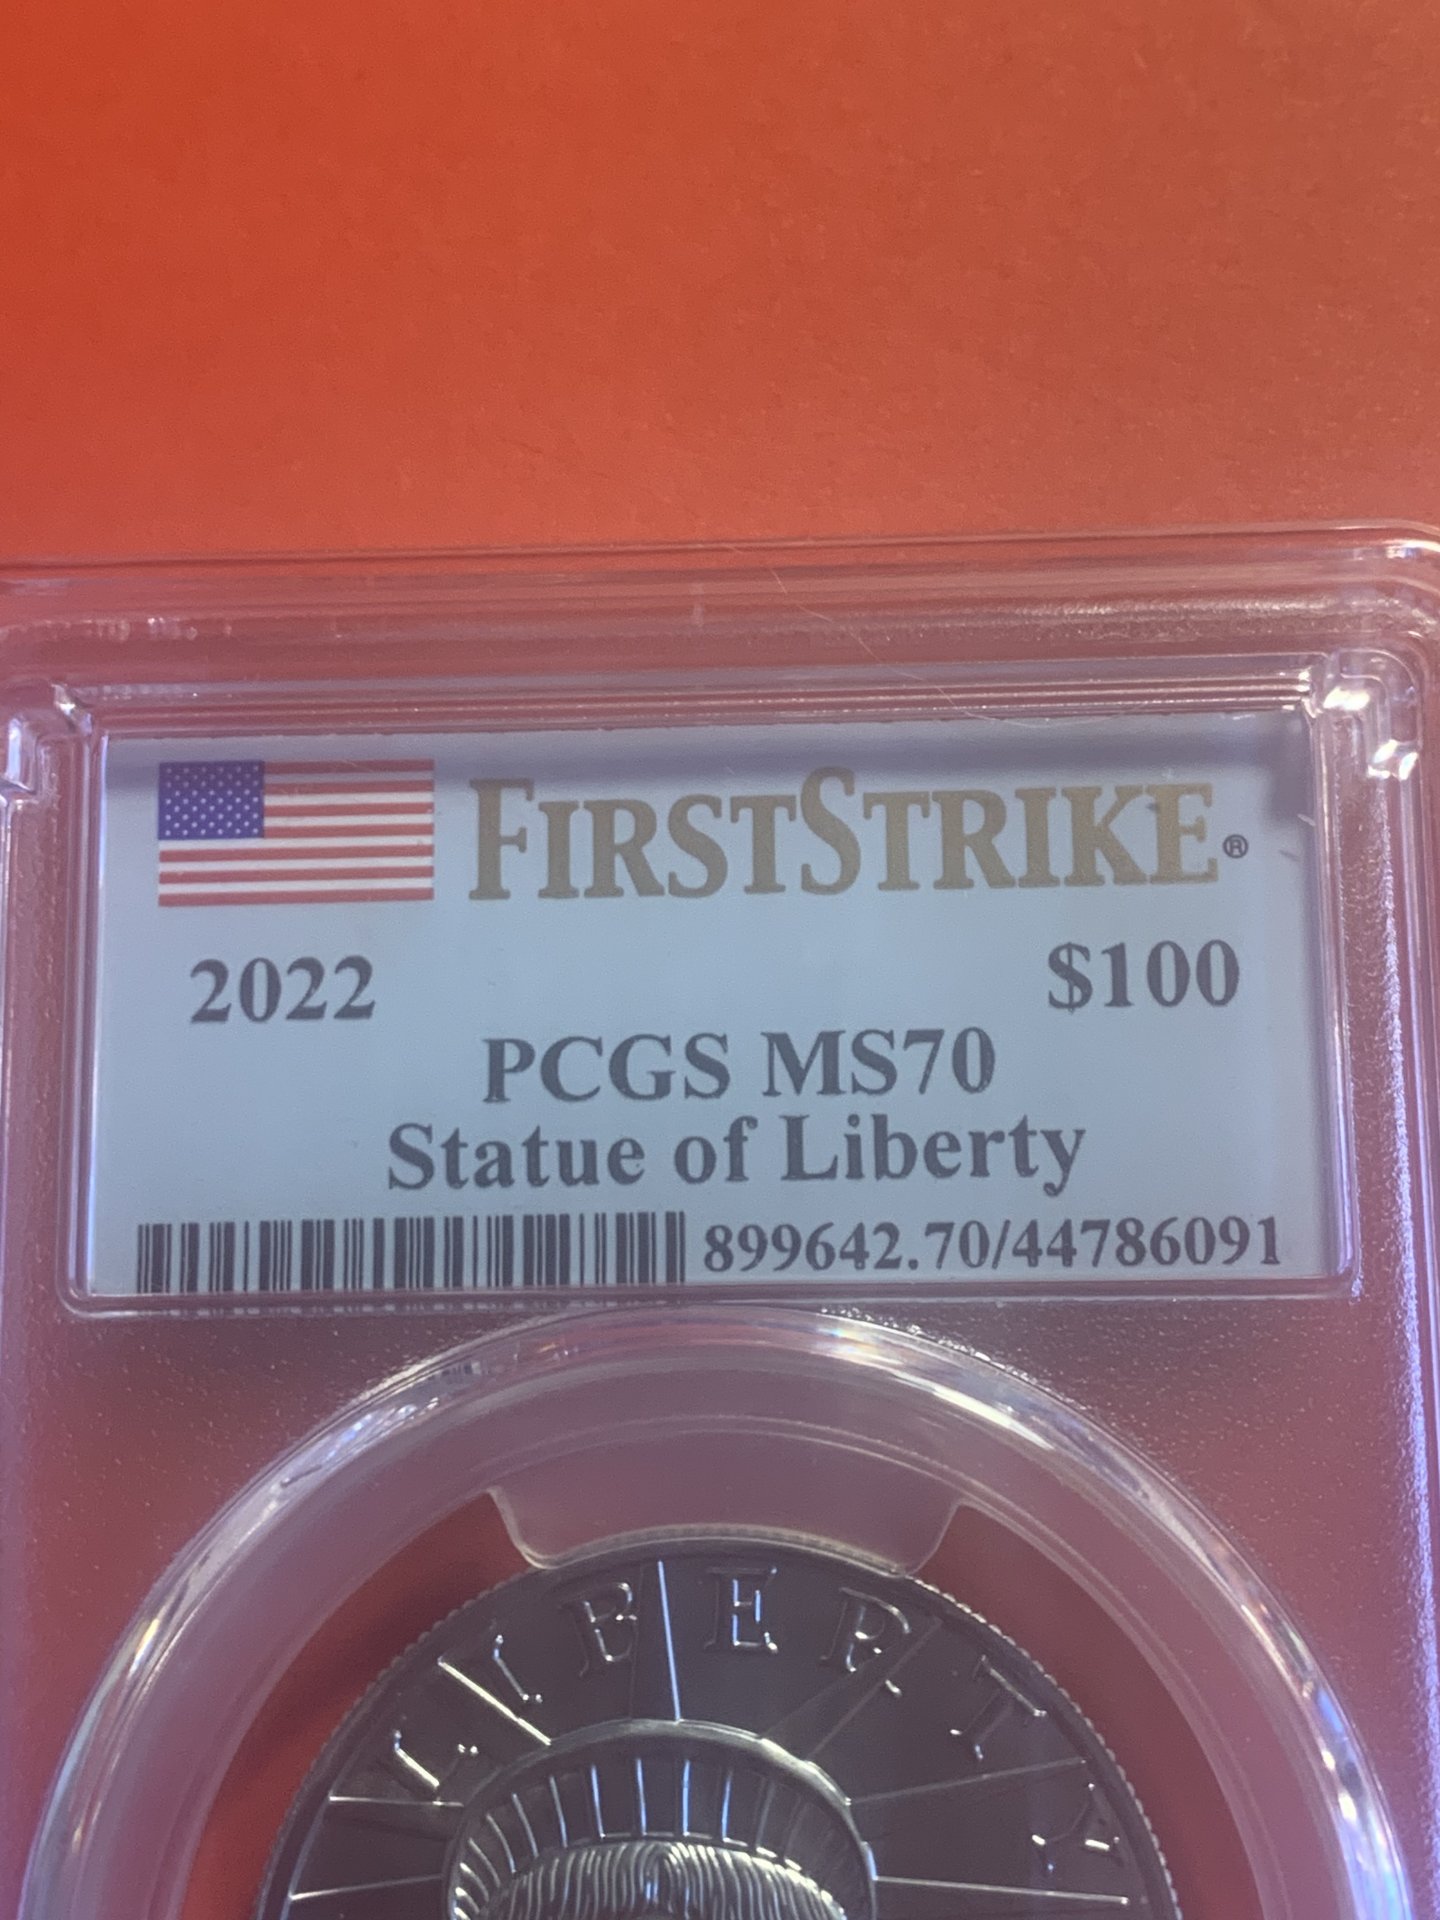 FIRSTSTRIKE®
2022 $100
PCGS MS70
Statue of Liberty
899642.70/44786091
LIBERTY